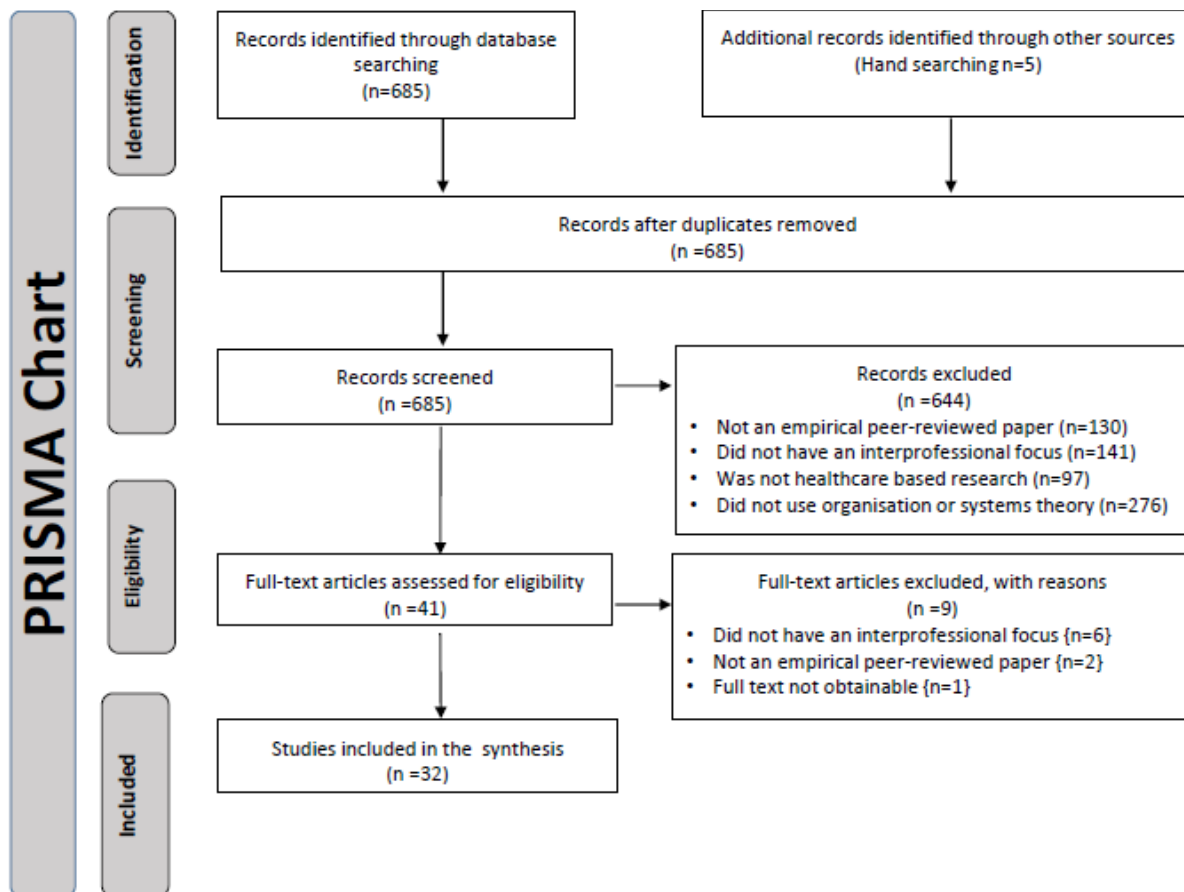 PRISMA Chart
Identification
Records identified through database
searching
(n=685)
Additional records identified through other sources
(Hand searching n=5)
Screening
Records after duplicates removed
(n =685)
Records screened
(n =685)
Records excluded
(n =644)
• Not an empirical peer-reviewed paper (n=130)
• Did not have an interprofessional focus (n=141)
• Was not healthcare based research (n=97)
• Did not use organisation or systems theory (n=276)
Eligibility
Full-text articles assessed for eligibility
(n =41)
Full-text articles excluded, with reasons
(n =9)
• Did not have an interprofessional focus {n=6}
• Not an empirical peer-reviewed paper {n=2}
• Full text not obtainable {n=1}
Included
Studies included in the synthesis
(n =32)